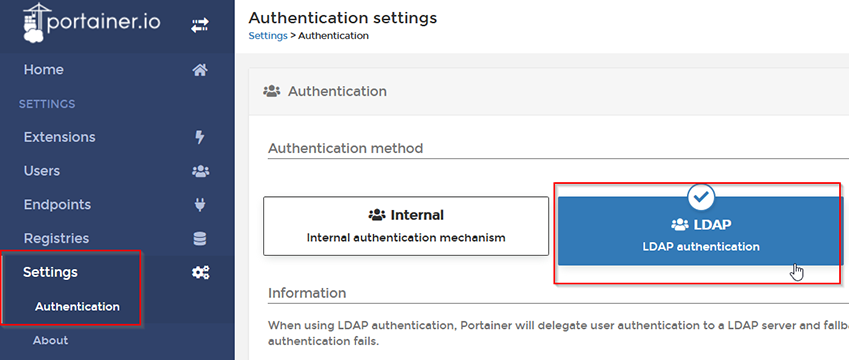 portainer.io
Home
SETTINGS
Extensions
Users
Endpoints
Registries
Settings
Authentication
About
Authentication settings
Settings > Authentication
Authentication
Authentication method
Internal
Internal authentication mechanism
LDAP
LDAP authentication
Information
When using LDAP authentication, Portainer will delegate user authentication to a LDAP server and
authentication fails.